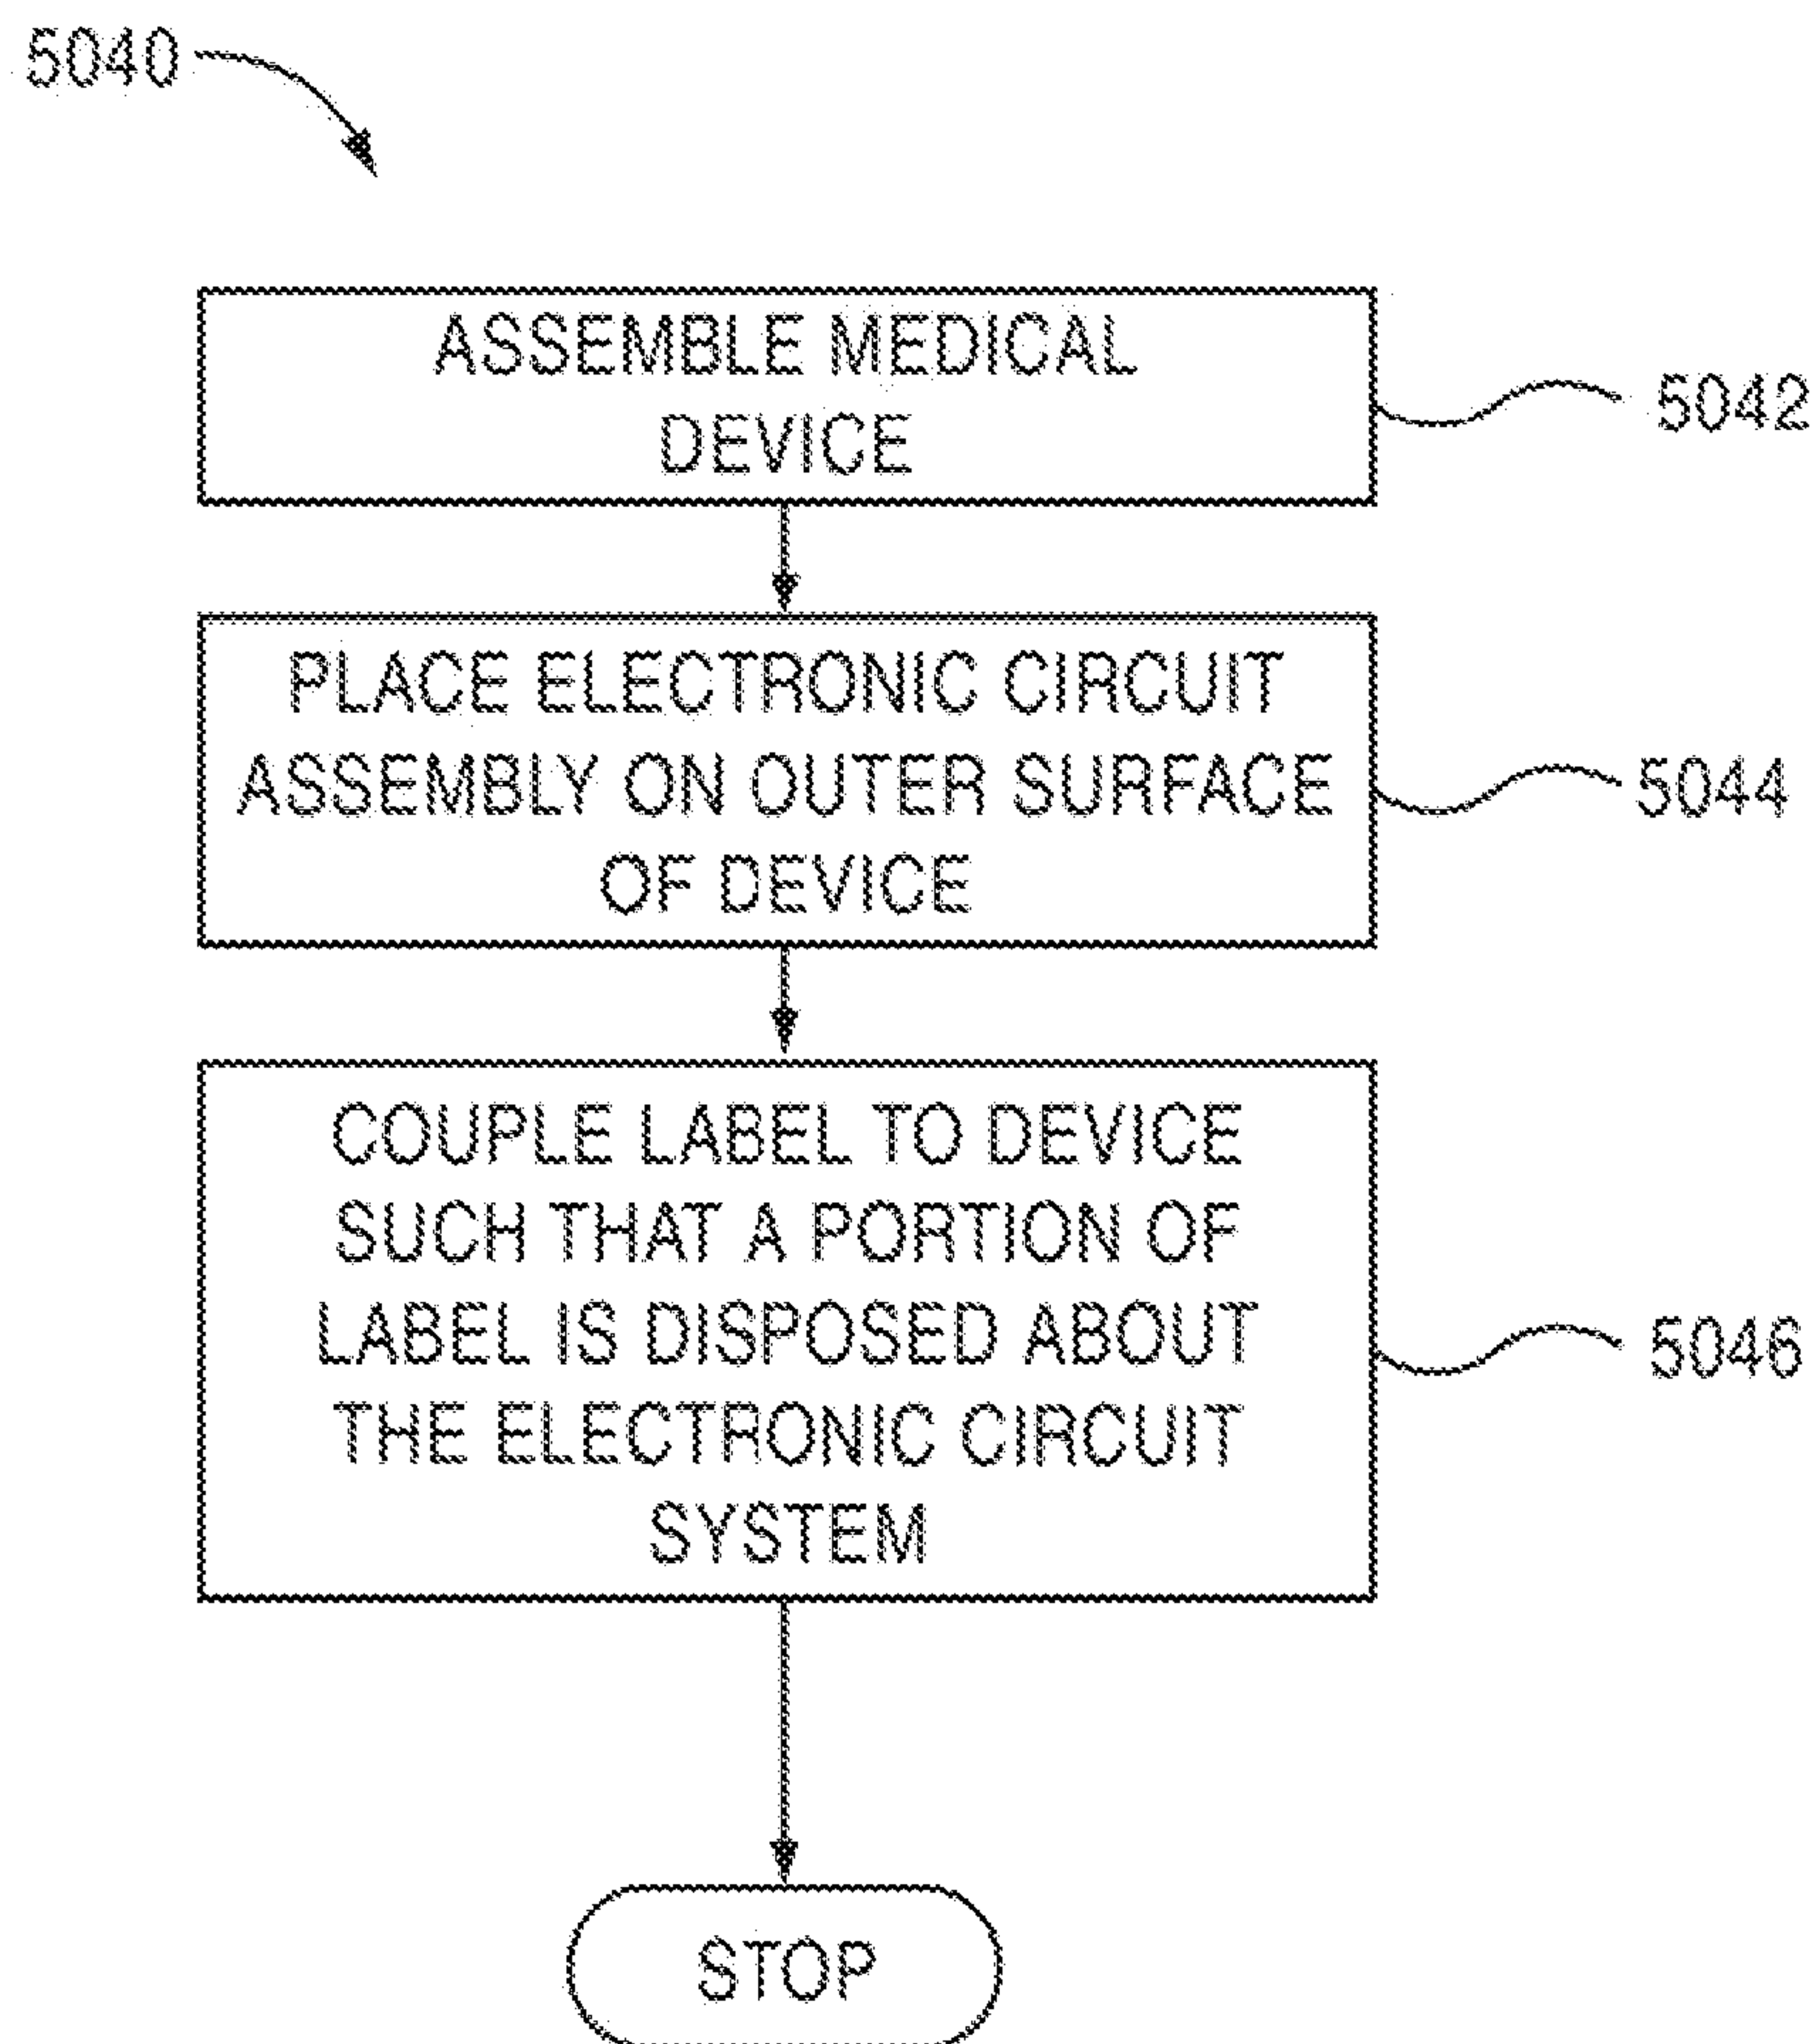 5040
ASSEMBLE MEDICAL
DEVICE
5042
PLACE ELECTRONIC CIRCUIT
ASSEMBLY ON OUTER SURFACE
OF DEVICE
5044
COUPLE LABEL TO DEVICE
SUCH THAT A PORTION OF
LABEL IS DISPOSED ABOUT
THE ELECTRONIC CIRCUIT
SYSTEM
5046
STOP